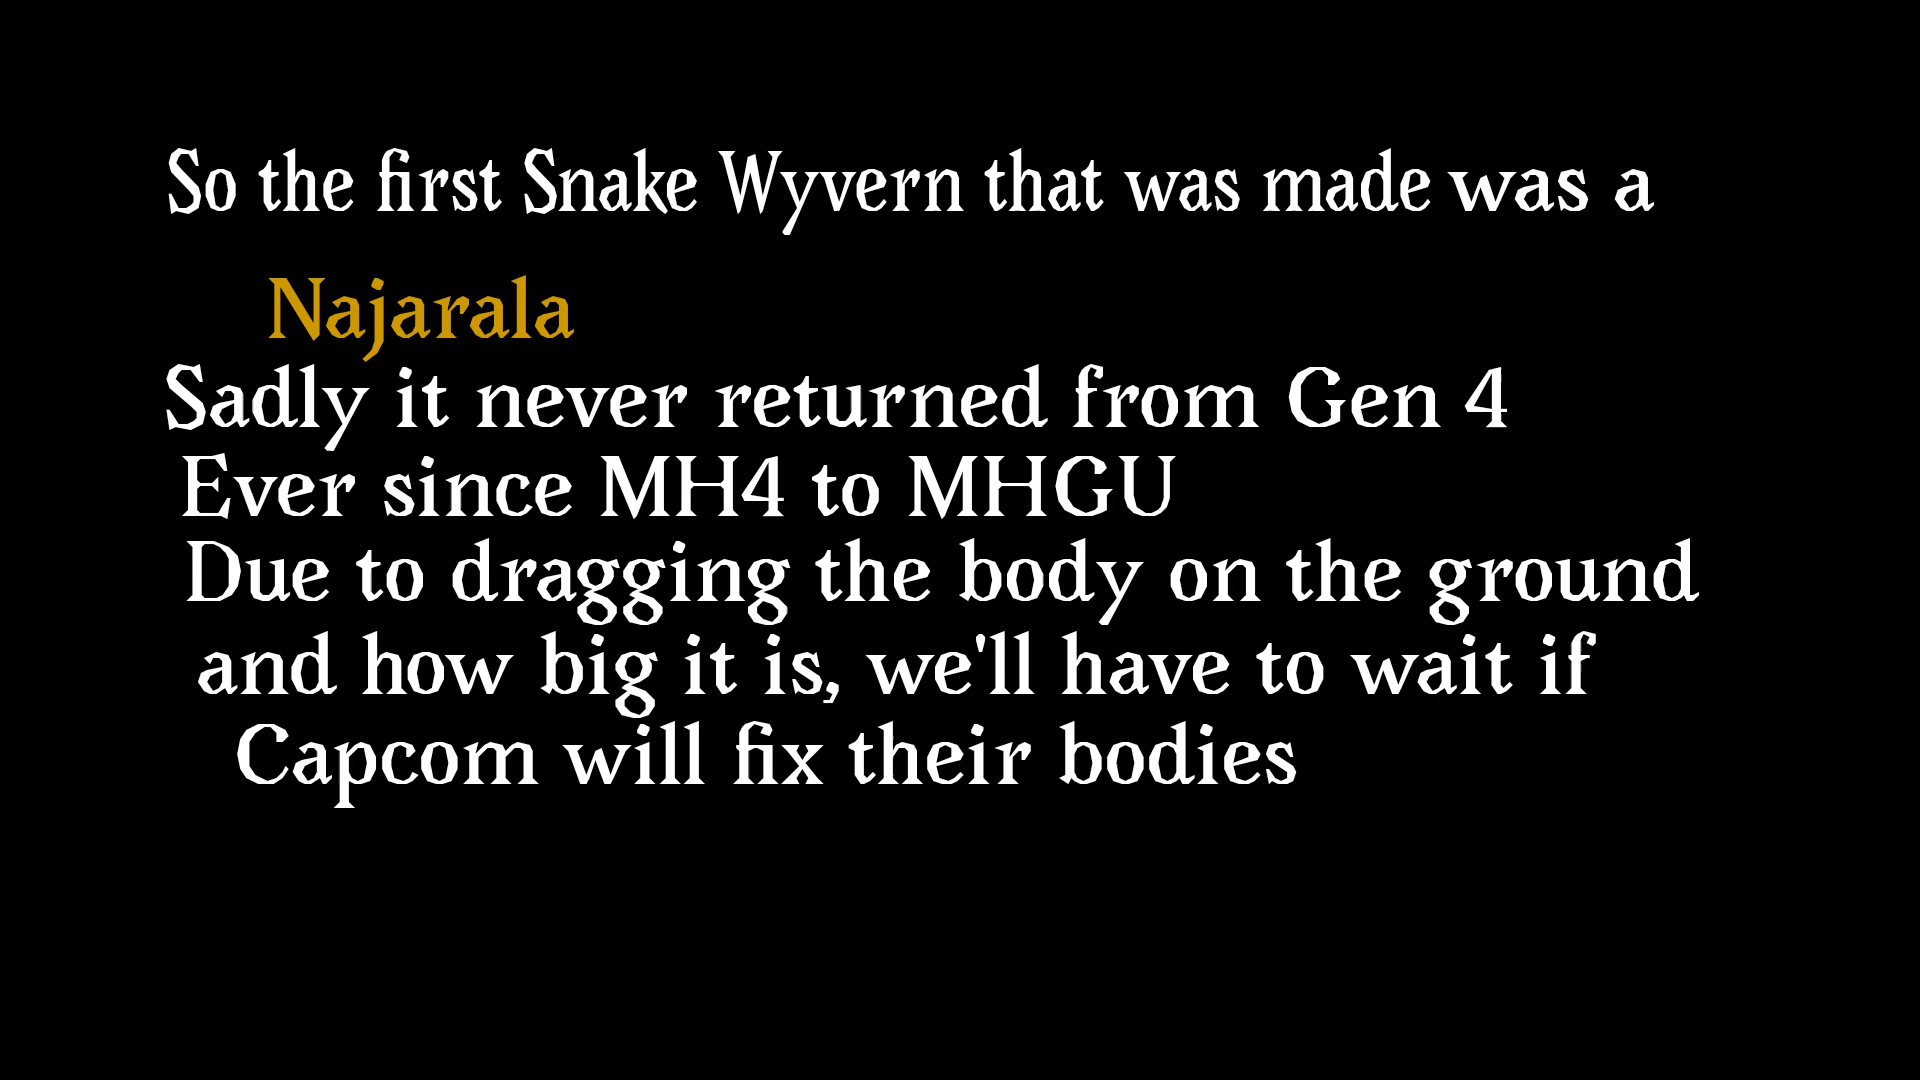 So the first Snake Wyvern that was made was a
Najarala
Sadly it never returned from Gen 4
Ever since MH4 to MHGU
Due to dragging the body on the ground
and how big it is, we'll have to wait if
Capcom will fix their bodies